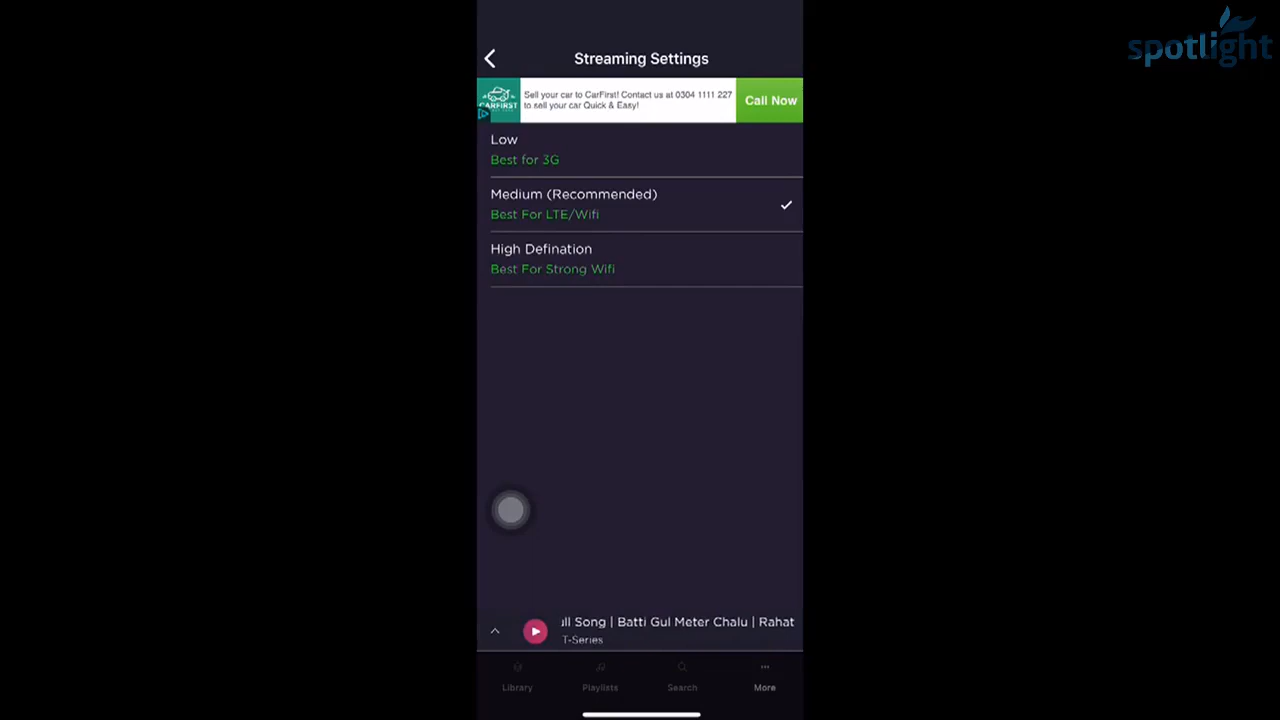 spotlight
Streaming Settings
CARFIRST
Sell your car to CarFirst! Contact us at 0304 1111 227
to sell your car Quick & Easy!
Call Now
Low
Best for 3G
Medium (Recommended)
Best For LTE/Wifi
High Defination
Best For Strong Wifi
ull Song | Batti Gul Meter Chalu | Rahat
T-Series
Library
Playlists
Search
More